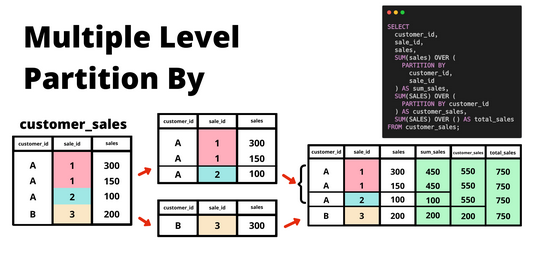 Multiple Level
Partition By
SELECT
customer_id,
sale_id,
sales,
SUM(sales) OVER (
PARTITION BY
customer_id,
sale_id
) AS sum_sales,
SUM(SALES) OVER (
PARTITION BY customer_id
) AS customer_sales,
SUM(SALES) OVER () AS total_sales
FROM customer_sales;
customer_sales
customer_id sale_id sales
A 1 300
A 1 150
A 2 100
B 3 200
customer_id sale_id sales
A 1 300
A 1 150
A 2 100
customer_id sale_id sales
B 3 300
customer_id sale_id sales sum_sales customer_sales total_sales
A 1 300 450 550 750
A 1 150 450 550 750
A 2 100 100 550 750
B 3 200 200 200 750